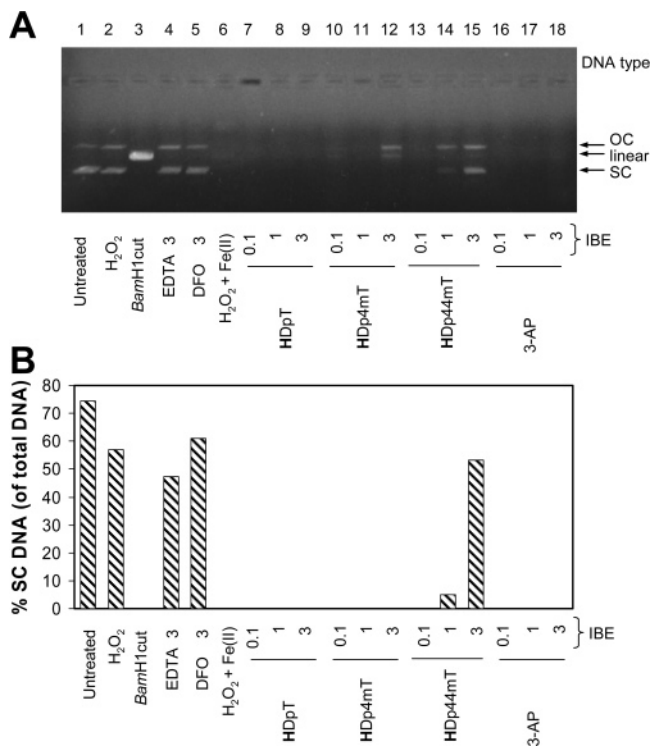 A
1 2 3 4 5 6 7 8 9 10 11 12 13 14 15 16 17 18
DNA type
OC
linear
SC
Untreated
H₂O₂
BamH1cut
EDTA 3
DFO 3
H₂O₂ + Fe(II)
0.1 1 3 0.1 1 3 0.1 1 3 0.1 1 3
} IBE
HDpT
HDp4mT
HDp44mT
3-AP
B
% SC DNA (of total DNA)
80
70
60
50
40
30
20
10
0
Untreated
H₂O₂
BamH1cut
EDTA 3
DFO 3
H₂O₂ + Fe(II)
0.1 1 3 0.1 1 3 0.1 1 3 0.1 1 3
} IBE
HDpT
HDp4mT
HDp44mT
3-AP